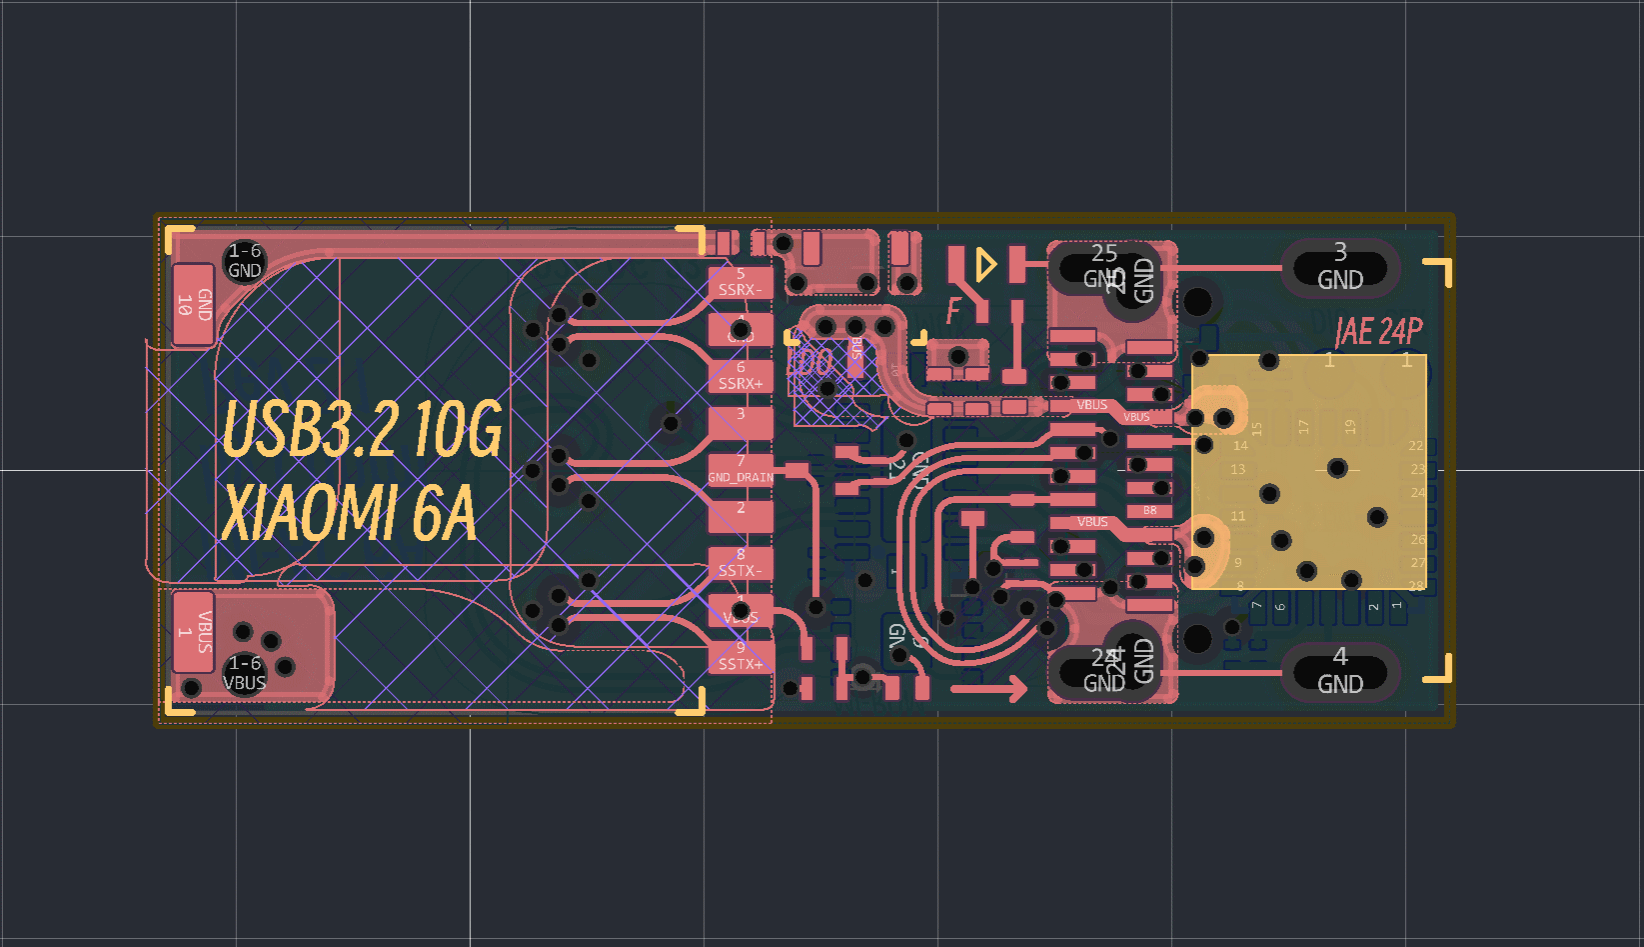 1-6
GND
GND
10
USB3.2 10G
XIAOMI 6A
VBUS
1
1-6
VBUS
5
SSRX-
GND
6
SSRX+
3
7
GND_DRAIN
2
8
SSTX-
1
VBUS
9
SSTX+
F
BUS
25
GND
25
GND
3
GND
JAE 24P
1
1
VBUS
VBUS
15
17
19
14
22
13
23
24
B8
11
VBUS
26
9
27
8
28
7
6
2
1
GND
21
24
GND
24
GND
4
GND